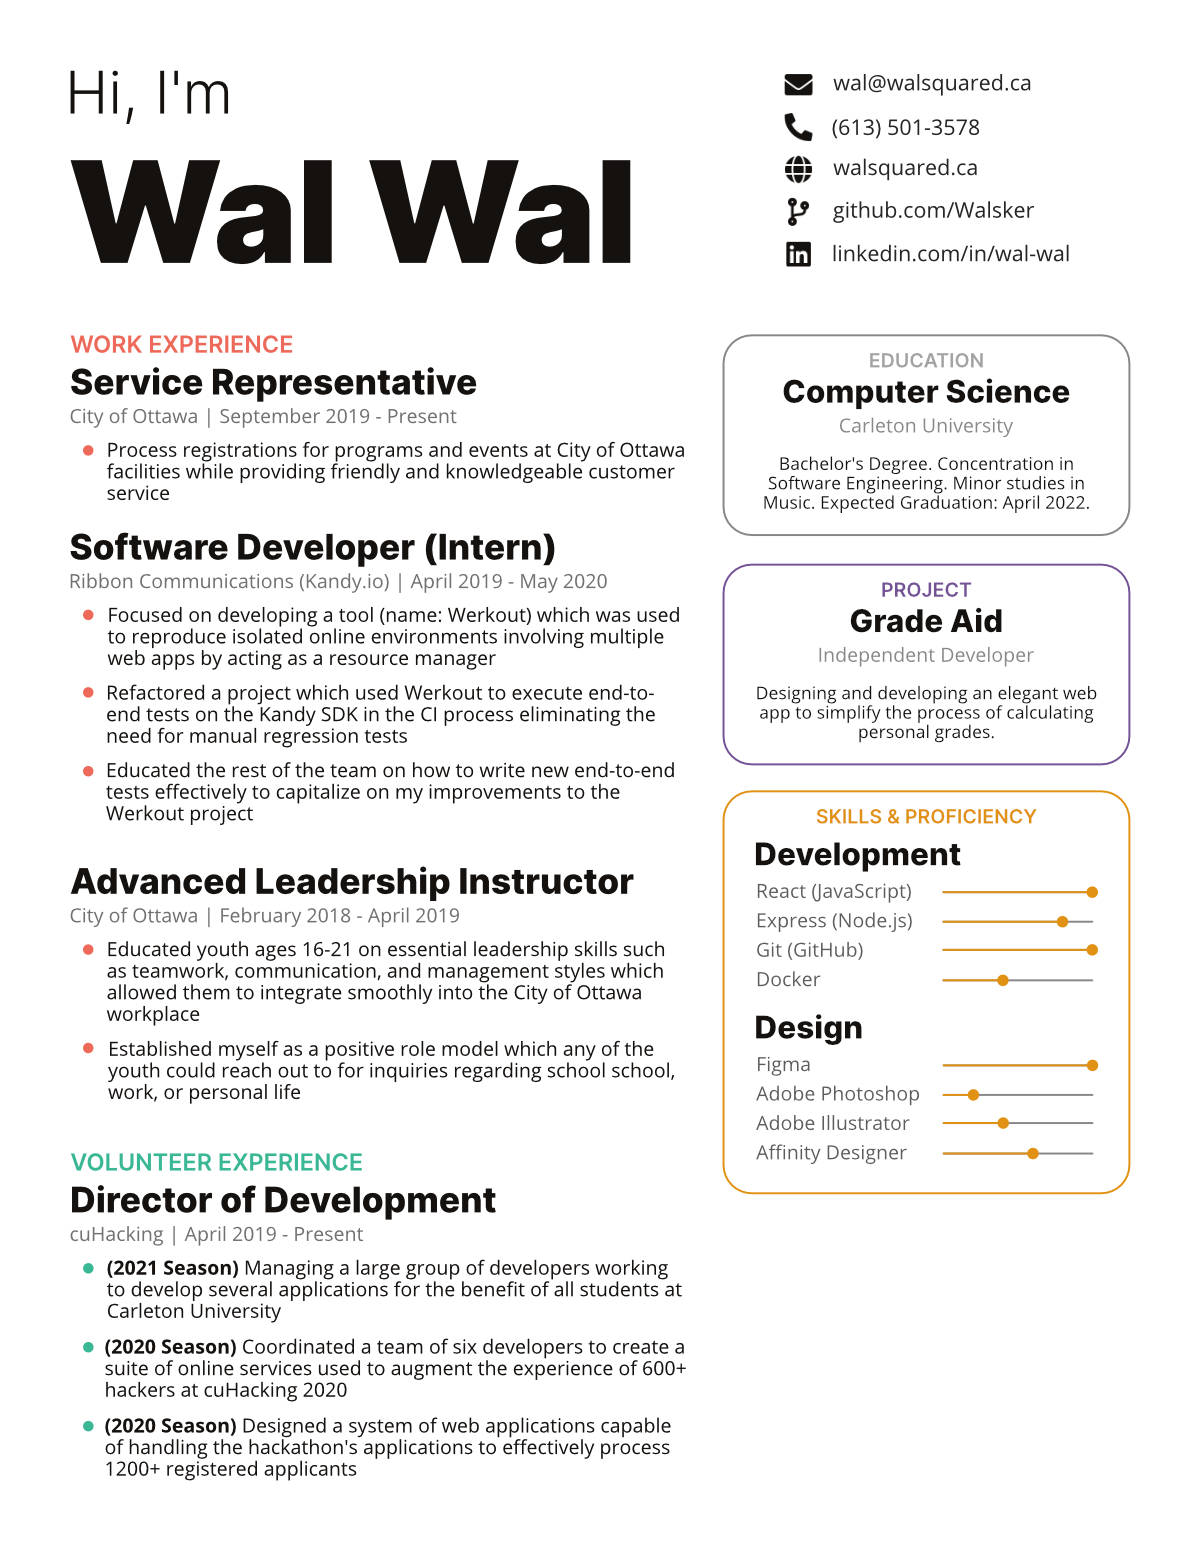 Hi, I'm
Wal Wal
wal@walsquared.ca
(613) 501-3578
walsquared.ca
github.com/Walsker
linkedin.com/in/wal-wal
WORK EXPERIENCE
Service Representative
City of Ottawa | September 2019 - Present
Process registrations for programs and events at City of Ottawa
facilities while providing friendly and knowledgeable customer
service
Software Developer (Intern)
Ribbon Communications (Kandy.io) | April 2019 - May 2020
Focused on developing a tool (name: Werkout) which was used
to reproduce isolated online environments involving multiple
web apps by acting as a resource manager
Refactored a project which used Werkout to execute end-to-
end tests on the Kandy SDK in the CI process eliminating the
need for manual regression tests
Educated the rest of the team on how to write new end-to-end
tests effectively to capitalize on my improvements to the
Werkout project
Advanced Leadership Instructor
City of Ottawa | February 2018 - April 2019
Educated youth ages 16-21 on essential leadership skills such
as teamwork, communication, and management styles which
allowed them to integrate smoothly into the City of Ottawa
workplace
Established myself as a positive role model which any of the
youth could reach out to for inquiries regarding school school,
work, or personal life
VOLUNTEER EXPERIENCE
Director of Development
cuHacking | April 2019 - Present
(2021 Season) Managing a large group of developers working
to develop several applications for the benefit of all students at
Carleton University
(2020 Season) Coordinated a team of six developers to create a
suite of online services used to augment the experience of 600+
hackers at cuHacking 2020
(2020 Season) Designed a system of web applications capable
of handling the hackathon's applications to effectively process
1200+ registered applicants
EDUCATION
Computer Science
Carleton University
Bachelor's Degree. Concentration in
Software Engineering. Minor studies in
Music. Expected Graduation: April 2022.
PROJECT
Grade Aid
Independent Developer
Designing and developing an elegant web
app to simplify the process of calculating
personal grades.
SKILLS & PROFICIENCY
Development
React (JavaScript)
Express (Node.js)
Git (GitHub)
Docker
Design
Figma
Adobe Photoshop
Adobe Illustrator
Affinity Designer